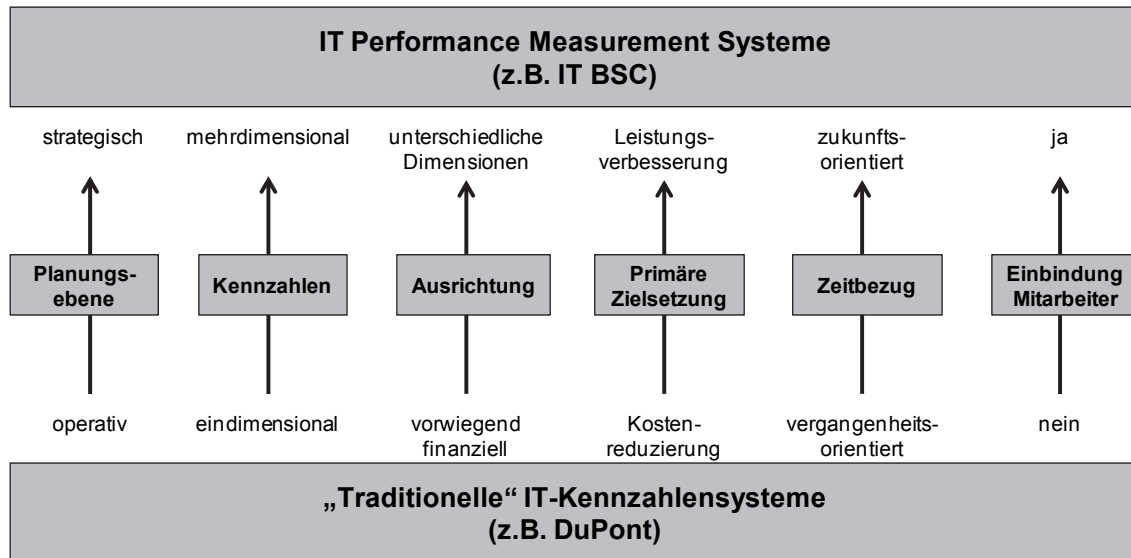 IT Performance Measurement Systeme
(z.B. IT BSC)
strategisch
mehrdimensional
unterschiedliche
Dimensionen
Leistungs-
verbesserung
zukunfts-
orientiert
ja
Planungs-
ebene
Kennzahlen
Ausrichtung
Primäre
Zielsetzung
Zeitbezug
Einbindung
Mitarbeiter
operativ
eindimensional
vorwiegend
finanziell
Kosten-
reduzierung
vergangenheits-
orientiert
nein
„Traditionelle“ IT-Kennzahlensysteme
(z.B. DuPont)